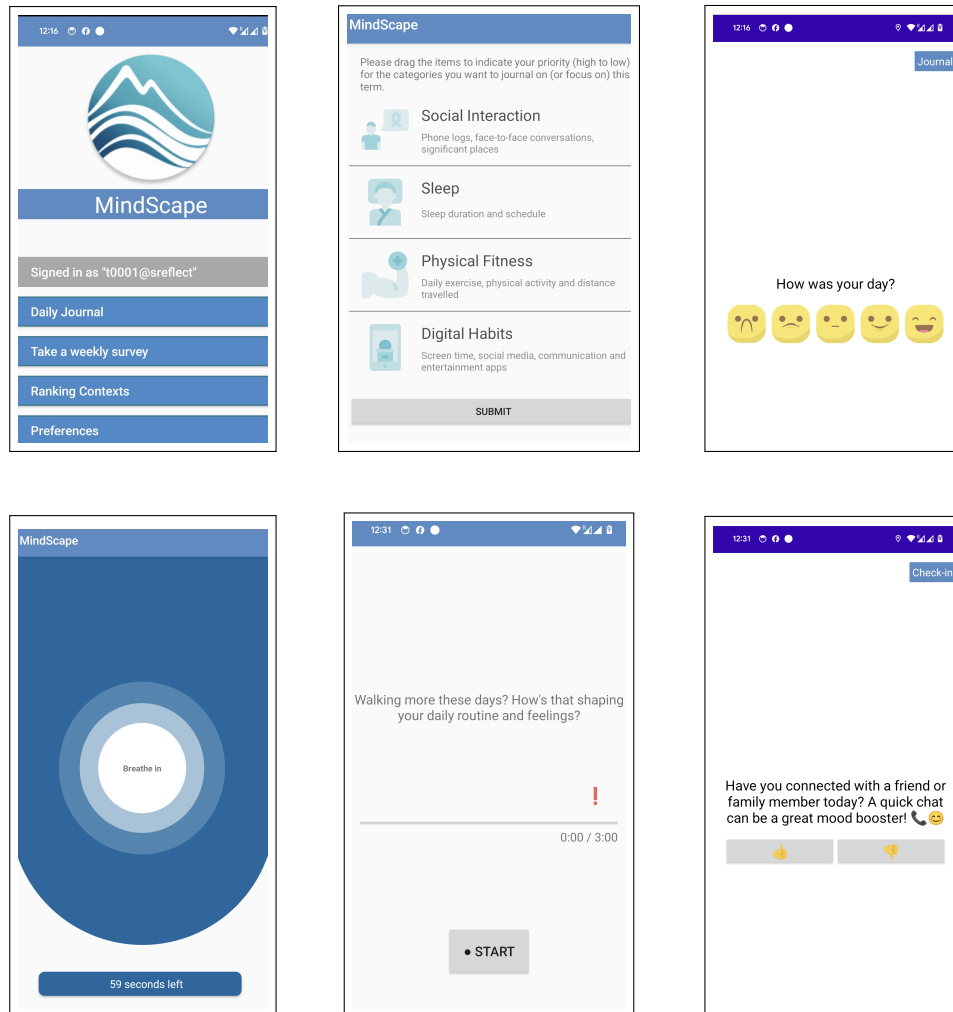 12:16
MindScape
Signed in as "t0001@sreflect"
Daily Journal
Take a weekly survey
Ranking Contexts
Preferences
MindScape
Please drag the items to indicate your priority (high to low)
for the categories you want to journal on (or focus on) this
term.
Social Interaction
Phone logs, face-to-face conversations,
significant places
Sleep
Sleep duration and schedule
Physical Fitness
Daily exercise, physical activity and distance
travelled
Digital Habits
Screen time, social media, communication and
entertainment apps
SUBMIT
12:16
Journal
How was your day?
MindScape
Breathe in
59 seconds left
12:31
Walking more these days? How's that shaping
your daily routine and feelings?
❗
0:00 / 3:00
● START
12:31
Check-in
Have you connected with a friend or
family member today? A quick chat
can be a great mood booster! 📞😊
👍 👎